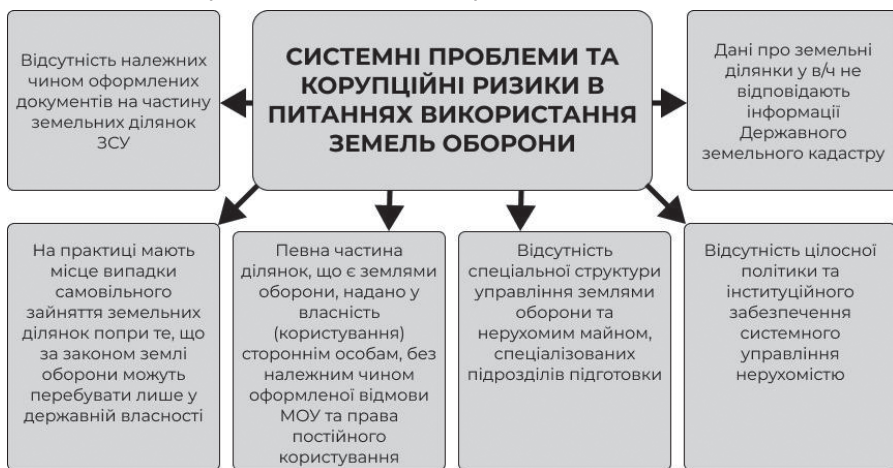 СИСТЕМНІ ПРОБЛЕМИ ТА
КОРУПЦІЙНІ РИЗИКИ В
ПИТАННЯХ ВИКОРИСТАННЯ
ЗЕМЕЛЬ ОБОРОНИ
Відсутність належних
чином оформлених
документів на частину
земельних ділянок
ЗСУ
Дані про земельні
ділянки у в/ч не
відповідають
інформації
Державного
земельного кадастру
На практиці мають
місце випадки
самовільного
зайняття земельних
ділянок попри те, що
за законом землі
оборони можуть
перебувати лише у
державній власності
Певна частина
ділянок, що є землями
оборони, надано у
власність
(користування)
стороннім особам, без
належним чином
оформленої відмови
МОУ та права
постійного
користування
Відсутність
спеціальної структури
управління землями
оборони та
нерухомим майном,
спеціалізованих
підрозділів підготовки
Відсутність цілосної
політики та
інституційного
забезпечення
системного
управління
нерухомістю